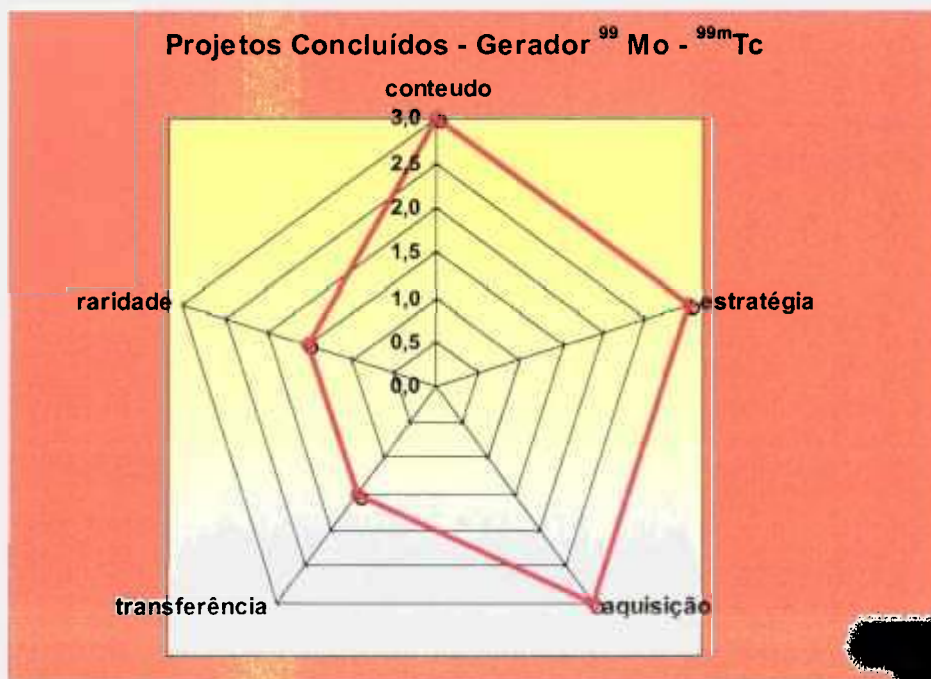 Projetos Concluídos - Gerador ⁹⁹ Mo - ⁹⁹ᵐTc
conteudo
3,0
2,5
2,0
1,5
raridade
1,0
estratégia
0,5
0,0
transferência
aquisição